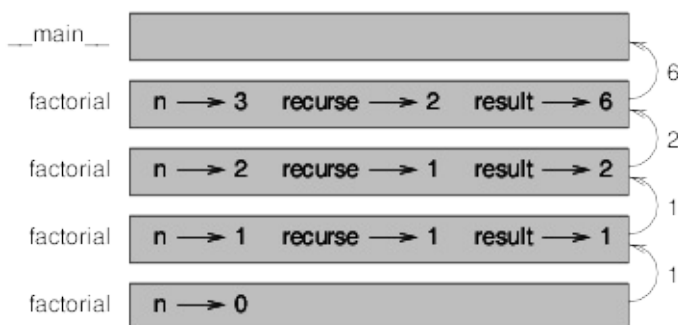 __main__
6
factorial n → 3 recurse → 2 result → 6
2
factorial n → 2 recurse → 1 result → 2
1
factorial n → 1 recurse → 1 result → 1
1
factorial n → 0